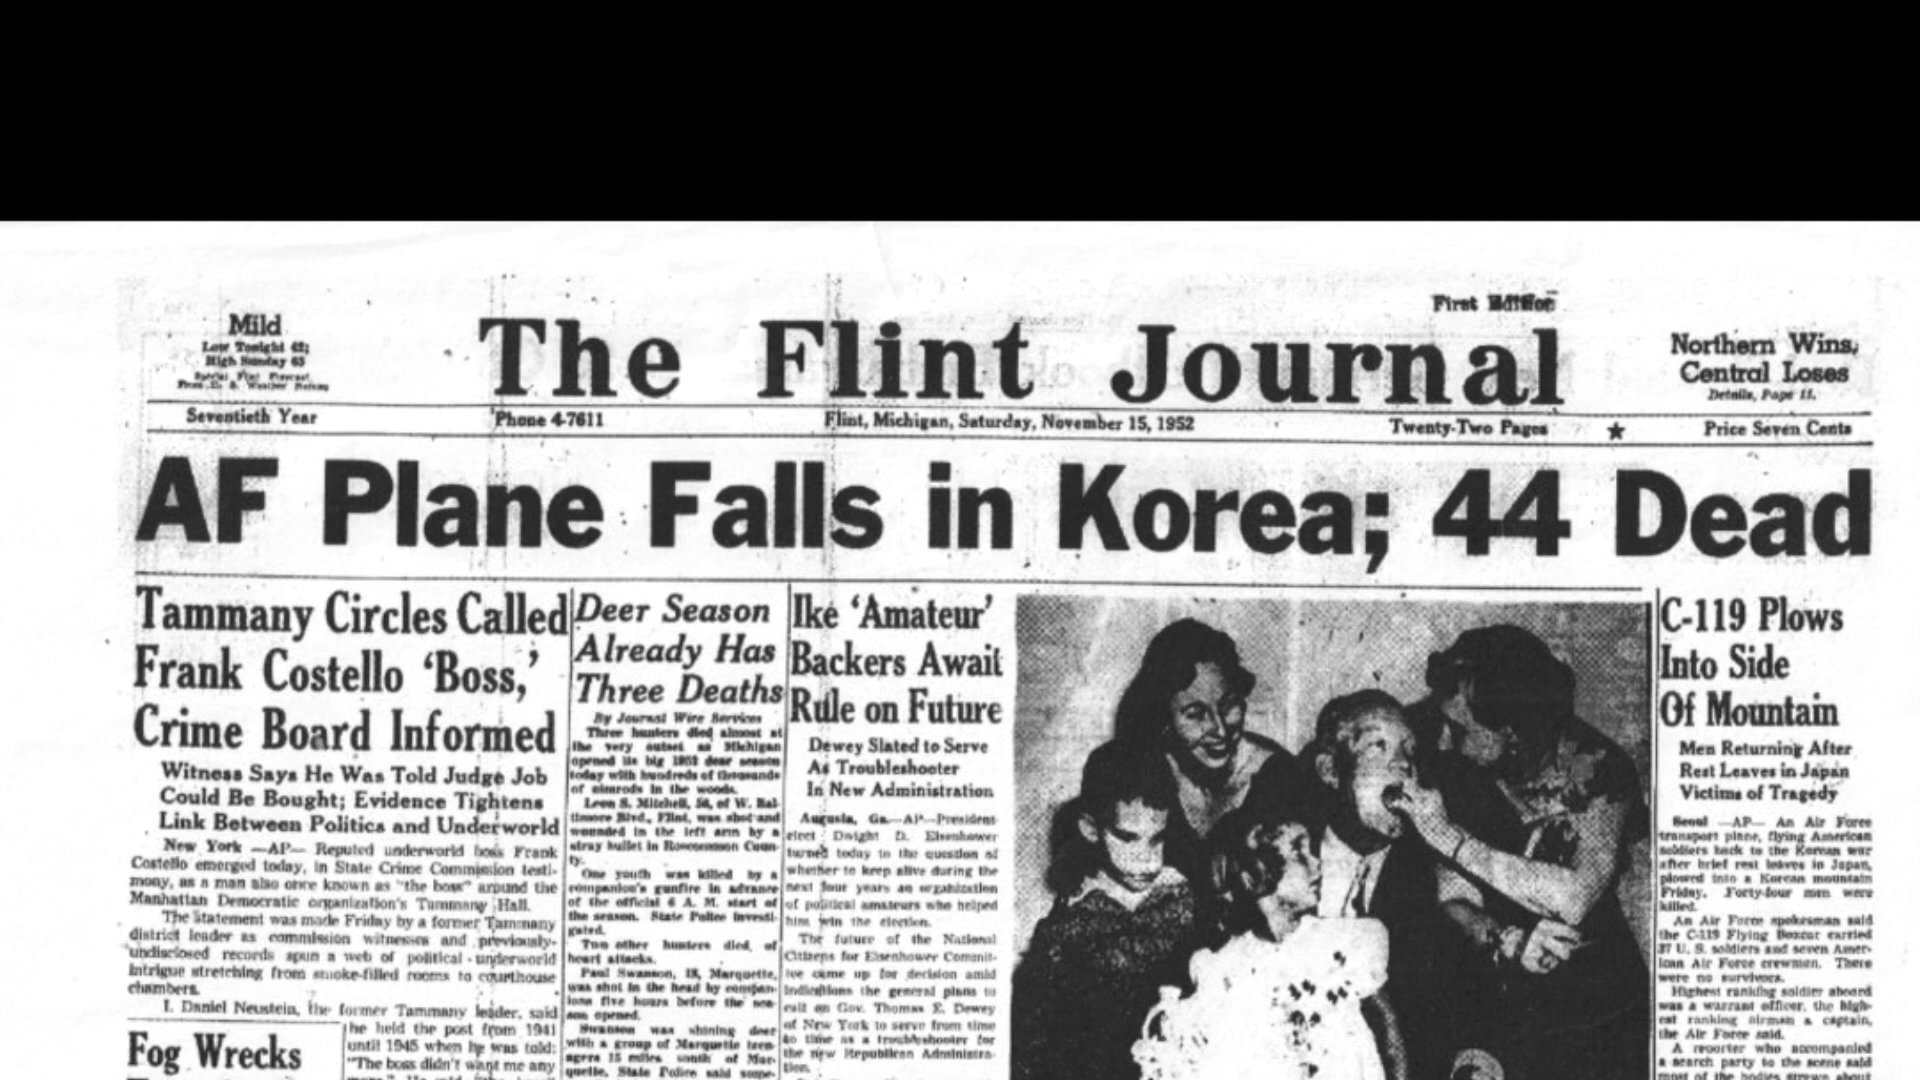 Mild
Low Tonight 42;
High Sunday 63
Special Flint Forecast
From U. S. Weather Bureau
The Flint Journal
First Edition
Northern Wins,
Central Loses
Details, Page 11.
Seventieth Year
Phone 4-7611
Flint, Michigan, Saturday, November 15, 1952
Twenty-Two Pages
★
Price Seven Cents
AF Plane Falls in Korea; 44 Dead
Tammany Circles Called
Frank Costello ‘Boss,’
Crime Board Informed
Witness Says He Was Told Judge Job
Could Be Bought; Evidence Tightens
Link Between Politics and Underworld
New York —AP— Reputed underworld boss Frank
Costello emerged today, in State Crime Commission testi-
mony, as a man also once known as "the boss" around the
Manhattan Democratic organization's Tammany Hall.
The statement was made Friday by a former Tammany
district leader as commission witnesses and previously-
undisclosed records spun a web of political-underworld
intrigue stretching from smoke-filled rooms to courthouse
chambers.
I. Daniel Neustein, the former Tammany leader, said
he held the post from 1941
until 1945 when he was told:
"The boss didn't want me any
Fog Wrecks
Deer Season
Already Has
Three Deaths
By Journal Wire Services
Three hunters died almost at
the very outset as Michigan
opened its big 1952 deer season
today with hundreds of thousands
of nimrods in the woods.
Leon S. Mitchell, 56, of W. Bal-
timore Blvd., Flint, was shot and
wounded in the left arm by a
stray bullet in Roscommon Coun-
ty.
One youth was killed by a
companion's gunfire in advance
of the official 6 A. M. start of
the season. State Police investi-
gated.
Two other hunters died, of
heart attacks.
Paul Swanson, 18, Marquette,
was shot in the head by compan-
ions five hours before the sea-
son opened.
Swanson was shining deer
with a group of Marquette teen-
agers 15 miles south of Mar-
quette, State Police said some-
Ike ‘Amateur’
Backers Await
Rule on Future
Dewey Slated to Serve
As Troubleshooter
In New Administration
Augusta, Ga.—AP—President-
elect Dwight D. Eisenhower
turned today to the question of
whether to keep alive during the
next four years an organization
of political amateurs who helped
him win the election.
The future of the National
Citizens for Eisenhower Commit-
tee came up for decision amid
indications the general plans to
call on Gov. Thomas E. Dewey
of New York to serve from time
to time as a troubleshooter for
the new Republican Administra-
tion.
C-119 Plows
Into Side
Of Mountain
Men Returning After
Rest Leaves in Japan
Victims of Tragedy
Seoul —AP— An Air Force
transport plane, flying American
soldiers back to the Korean war
after brief rest leaves in Japan,
plowed into a Korean mountain
Friday. Forty-four men were
killed.
An Air Force spokesman said
the C-119 Flying Boxcar carried
37 U. S. soldiers and seven Amer-
ican Air Force crewmen. There
were no survivors.
Highest ranking soldier aboard
was a warrant officer, the high-
est ranking airman a captain,
the Air Force said.
A reporter who accompanied
a search party to the scene said
most of the bodies strewn about